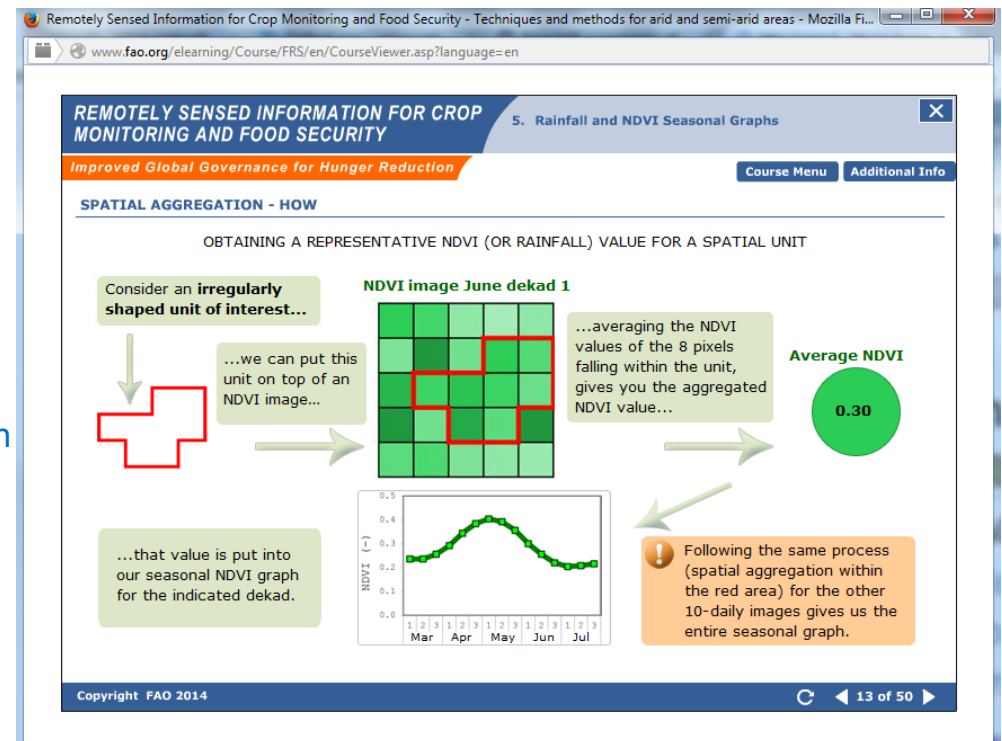 Remotely Sensed Information for Crop Monitoring and Food Security - Techniques and methods for arid and semi-arid areas - Mozilla Fi...
www.fao.org/elearning/Course/FRS/en/CourseViewer.asp?language=en
REMOTELY SENSED INFORMATION FOR CROP
MONITORING AND FOOD SECURITY
5. Rainfall and NDVI Seasonal Graphs
Improved Global Governance for Hunger Reduction
Course Menu
Additional Info
SPATIAL AGGREGATION - HOW
OBTAINING A REPRESENTATIVE NDVI (OR RAINFALL) VALUE FOR A SPATIAL UNIT
Consider an irregularly
shaped unit of interest...
...we can put this
unit on top of an
NDVI image...
NDVI image June dekad 1
...averaging the NDVI
values of the 8 pixels
falling within the unit,
gives you the aggregated
NDVI value...
Average NDVI
0.30
n
...that value is put into
our seasonal NDVI graph
for the indicated dekad.
NDVI (-)
0.5
0.4
0.3
0.2
0.1
0.0
1 2 3 1 2 3 1 2 3 1 2 3 1 2 3
Mar Apr May Jun Jul
Following the same process
(spatial aggregation within
the red area) for the other
10-daily images gives us the
entire seasonal graph.
Copyright FAO 2014
13 of 50